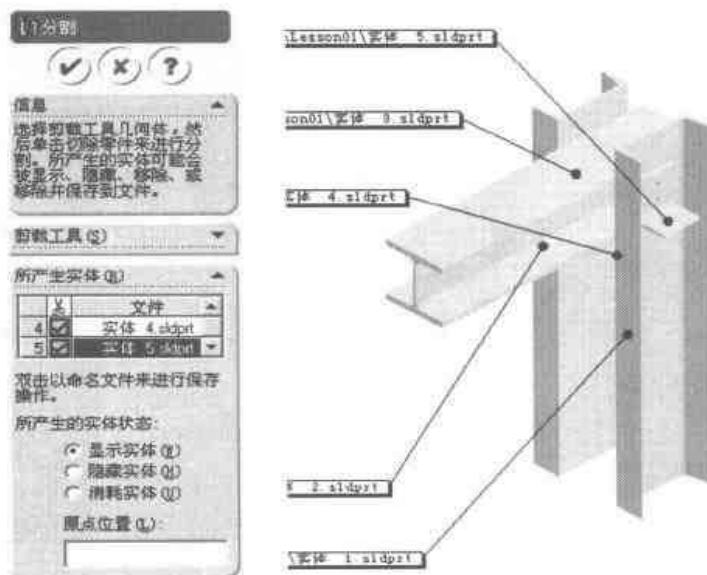 分割
信息
选择剪裁工具几何体，然
后单击切除零件来进行分
割。所产生的实体可能会
被显示、隐藏、移除、或
移除并保存到文件。
剪裁工具(S)
所产生实体(R)
文件
4 实体 4.sldprt
5 实体 5.sldprt
双击以命名文件来进行保存
操作。
所产生的实体状态:
显示实体
隐藏实体
消耗实体(U)
原点位置(L):
\Lesson01\实体 5.sldprt
son01\实体 3.sldprt
实体 4.sldprt
2.sldprt
\实体 1.sldprt